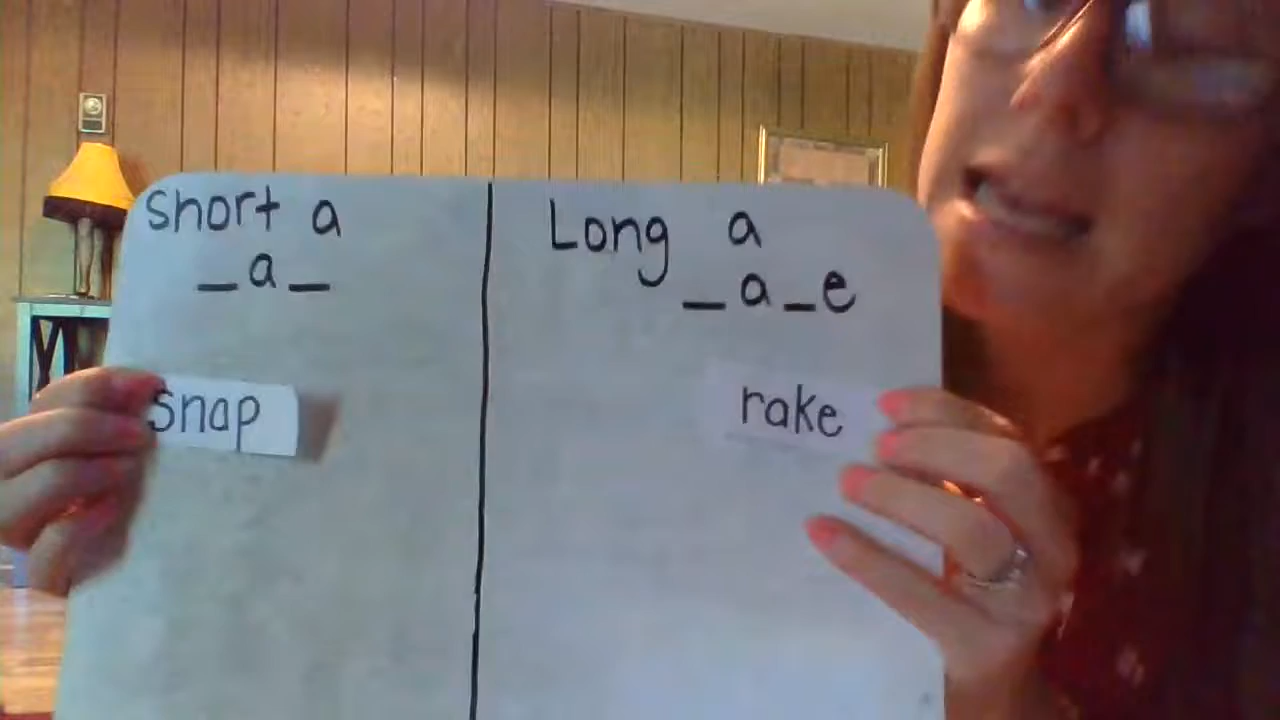 short a
_a_
snap
Long a
_a_e
rake